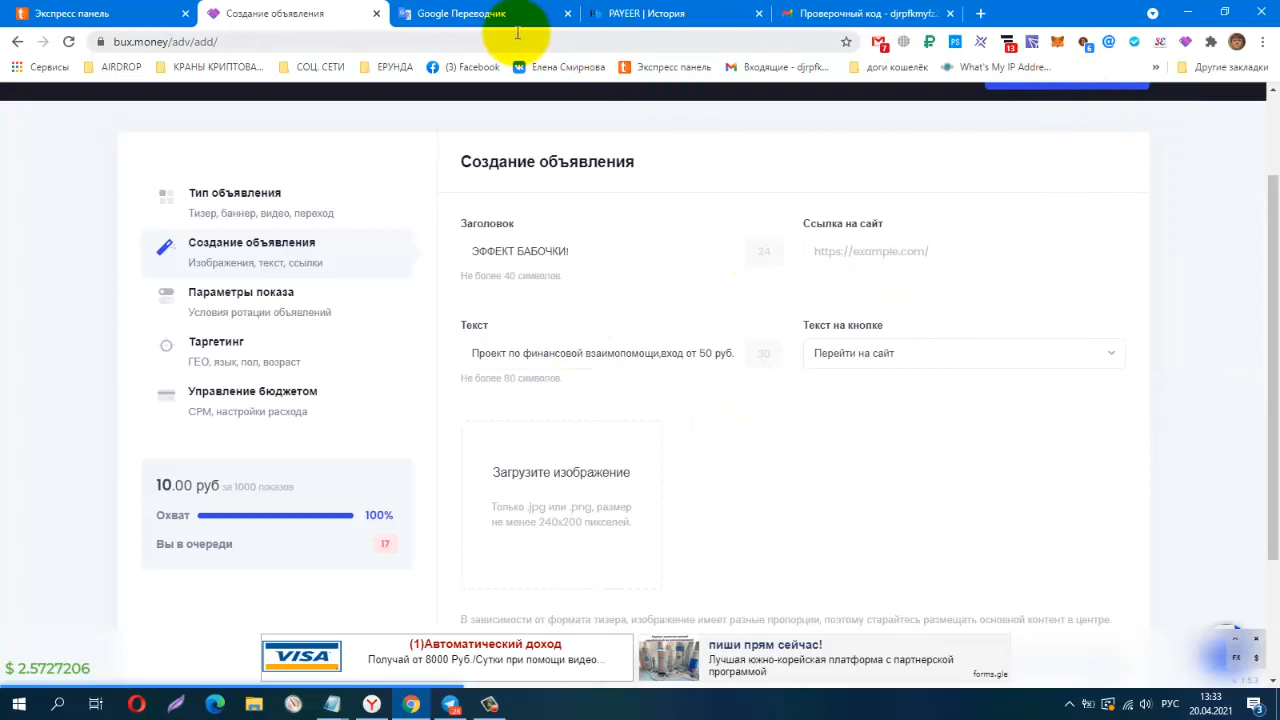 Экспресс панель
Создание объявления
Google Переводчик
PAYEER | История
Проверочный код - djrpfkmyfz
bux.money/adv/add/
Сервисы
AIRDROP
КРАНЫ КРИПТОВА...
СОЦ. СЕТИ
ЕРУНДА
(3) Facebook
Елена Смирнова
Экспресс панель
Входящие - djrpfk...
доги кошелёк
What's My IP Addre...
Другие закладки
Создание объявления
Тип объявления
Тизер, баннер, видео, переход
Создание объявления
Изображения, текст, ссылки
Параметры показа
Условия ротации объявлений
Таргетинг
ГЕО, язык, пол, возраст
Управление бюджетом
CPM, настройки расхода
10.00 руб за 1000 показов
Охват 100%
Вы в очереди 17
Заголовок
ЭФФЕКТ БАБОЧКИ!
24
Не более 40 символов.
Ссылка на сайт
https://example.com/
Текст
Проект по финансовой взаимопомощи,вход от 50 руб.
30
Не более 80 символов.
Текст на кнопке
Перейти на сайт
Загрузите изображение
Только .jpg или .png, размер
не менее 240x200 пикселей.
В зависимости от формата тизера, изображение имеет разные пропорции, поэтому старайтесь размещать основной контент в центре.
VISA
(1)Автоматический доход
Получай от 8000 Руб./Сутки при помощи видео...
пиши прям сейчас!
Лучшая южно-корейская платформа с партнерской
программой
forms.gle
FX $
1.6.3
$ 2.5727206
РУС
13:33
20.04.2021